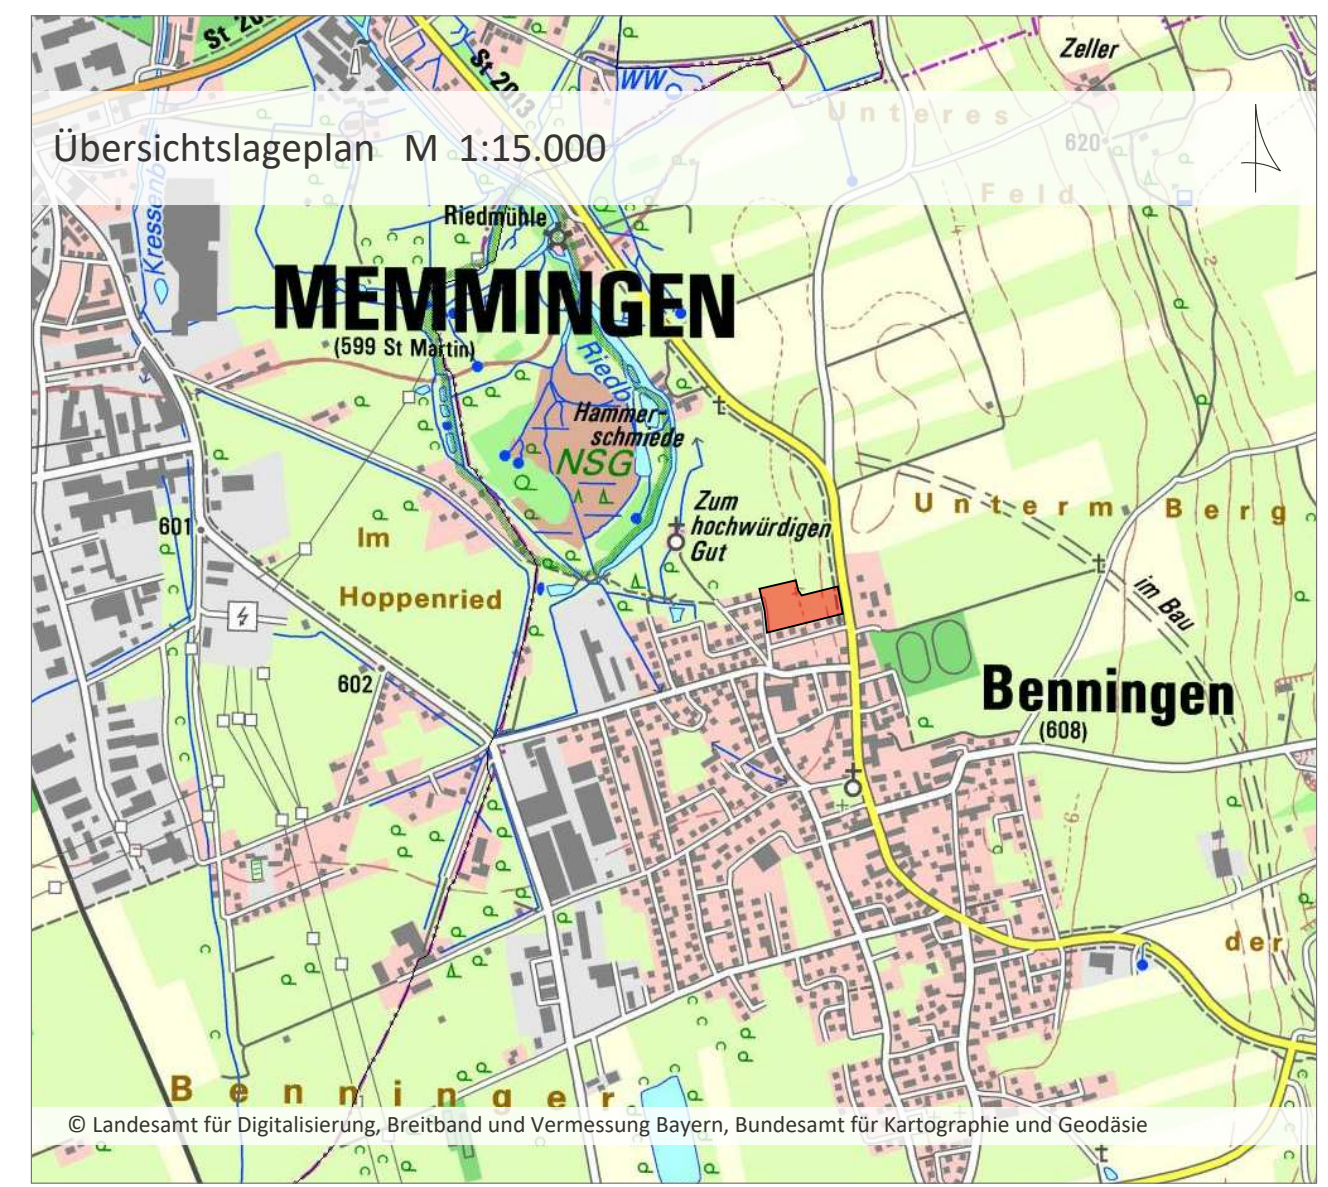 St 20
St 2013
WW
Zeller
Unteres
Übersichtslageplan M 1:15.000
620
Feld
Kressenb
Riedmühle
MEMMINGEN
(599 St Martin)
Riedb
Hammer-
schmiede
NSG
Zum
hochwürdigen
Gut
Unterm Berg
601
Im
Hoppenried
im Bau
602
Benningen
(608)
der
Benninger
© Landesamt für Digitalisierung, Breitband und Vermessung Bayern, Bundesamt für Kartographie und Geodäsie